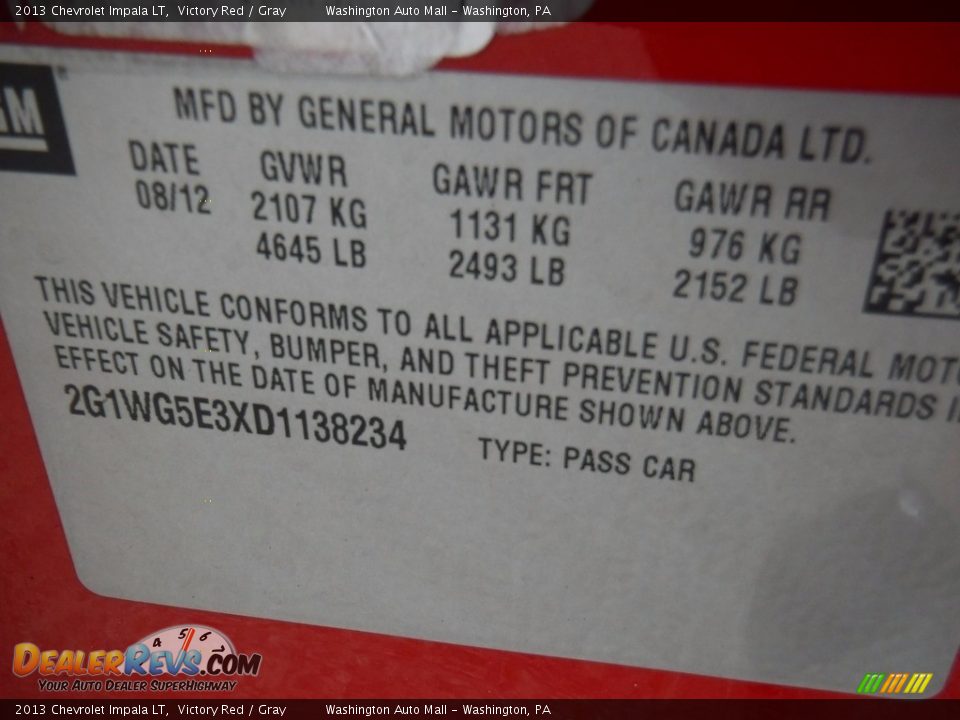 2013 Chevrolet Impala LT, Victory Red / Gray Washington Auto Mall - Washington, PA
GM
MFD BY GENERAL MOTORS OF CANADA LTD.
DATE GVWR GAWR FRT GAWR RR
08/12 2107 KG 1131 KG 976 KG
4645 LB 2493 LB 2152 LB
THIS VEHICLE CONFORMS TO ALL APPLICABLE U.S. FEDERAL MOTO
VEHICLE SAFETY, BUMPER, AND THEFT PREVENTION STANDARDS I
EFFECT ON THE DATE OF MANUFACTURE SHOWN ABOVE.
2G1WG5E3XD1138234 TYPE: PASS CAR
4 5 6
DEALERREVS.COM
YOUR AUTO DEALER SUPERHIGHWAY
2013 Chevrolet Impala LT, Victory Red / Gray Washington Auto Mall - Washington, PA